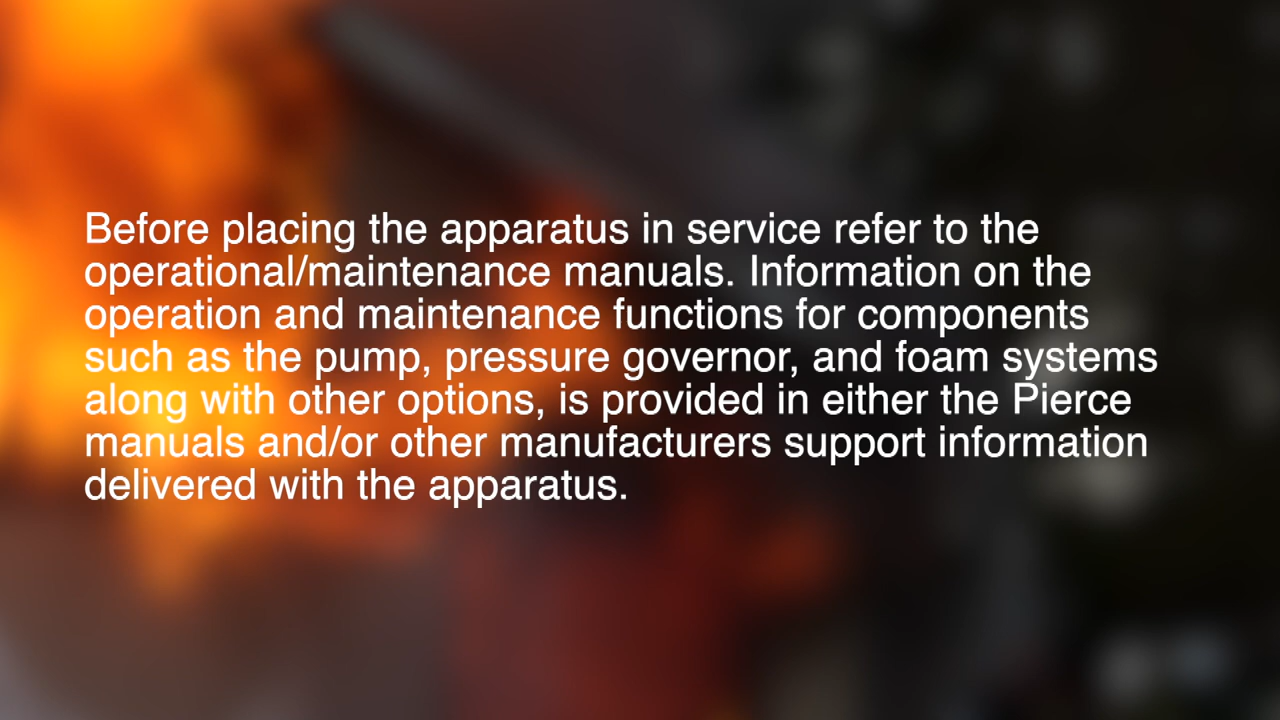 Before placing the apparatus in service refer to the
operational/maintenance manuals. Information on the
operation and maintenance functions for components
such as the pump, pressure governor, and foam systems
along with other options, is provided in either the Pierce
manuals and/or other manufacturers support information
delivered with the apparatus.